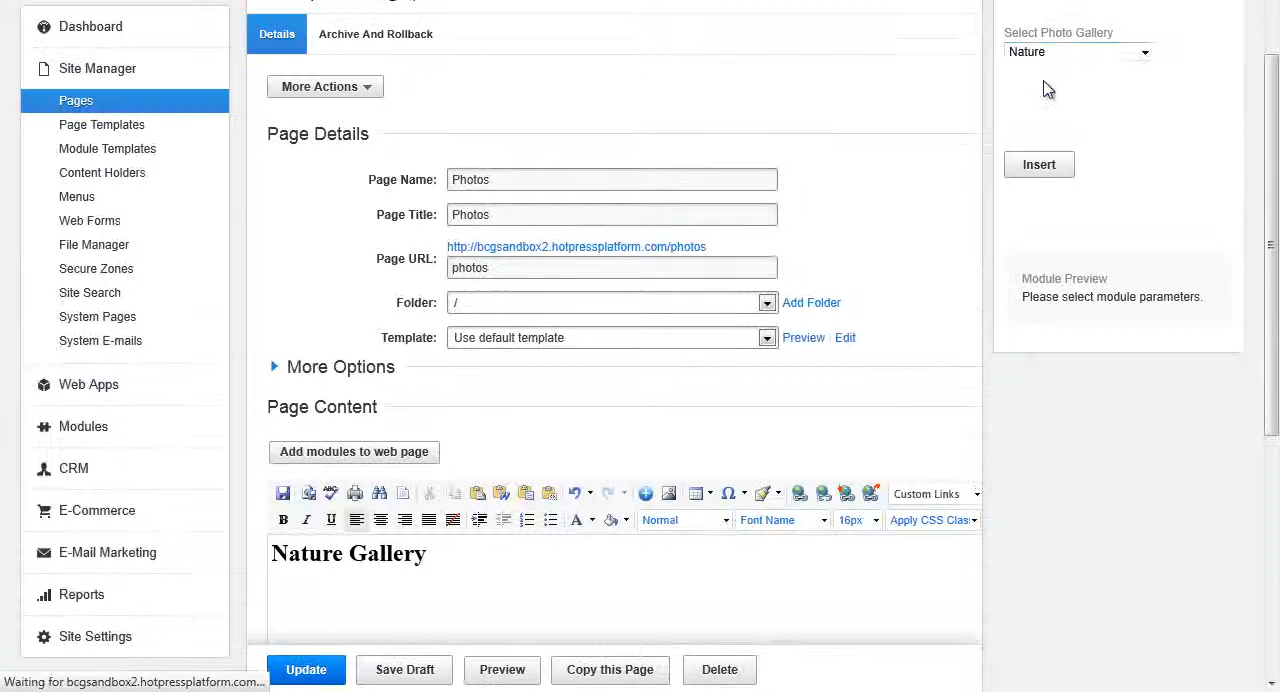 Dashboard
Site Manager
Pages
Page Templates
Module Templates
Content Holders
Menus
Web Forms
File Manager
Secure Zones
Site Search
System Pages
System E-mails
Web Apps
Modules
CRM
E-Commerce
E-Mail Marketing
Reports
Site Settings
Waiting for bcgsandbox2.hotpressplatform.com...
Details Archive And Rollback
More Actions
Page Details
Page Name: Photos
Page Title: Photos
http://bcgsandbox2.hotpressplatform.com/photos
Page URL: photos
Folder: / Add Folder
Template: Use default template Preview Edit
More Options
Page Content
Add modules to web page
Custom Links
B I U Normal Font Name 16px Apply CSS Clas
Nature Gallery
Update Save Draft Preview Copy this Page Delete
Select Photo Gallery
Nature
Insert
Module Preview
Please select module parameters.